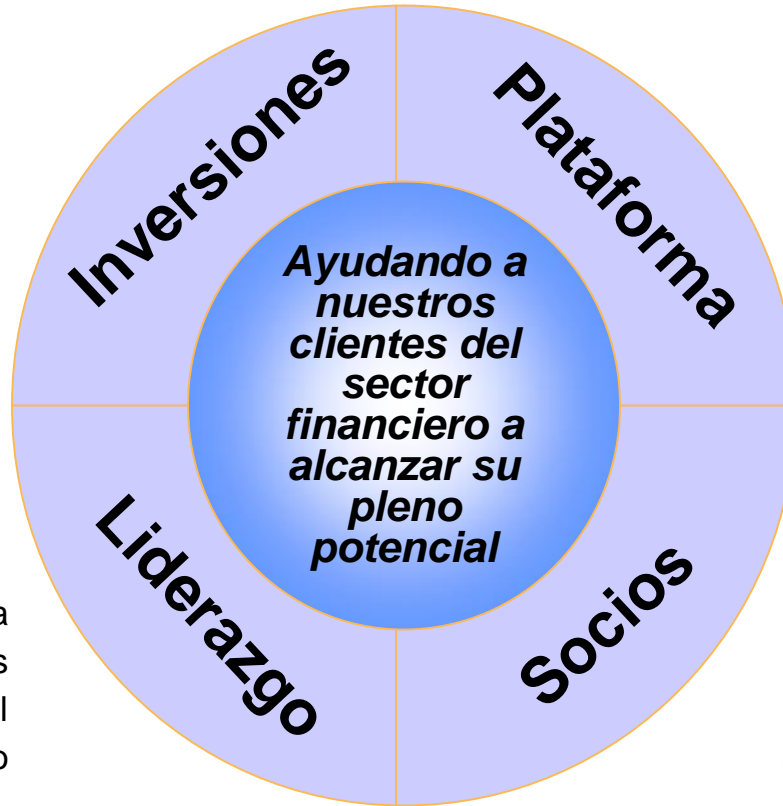 Inversiones
Plataforma
Ayudando a
nuestros
clientes del
sector
financiero a
alcanzar su
pleno
potencial
Liderazgo
Socios
a
s
l
o